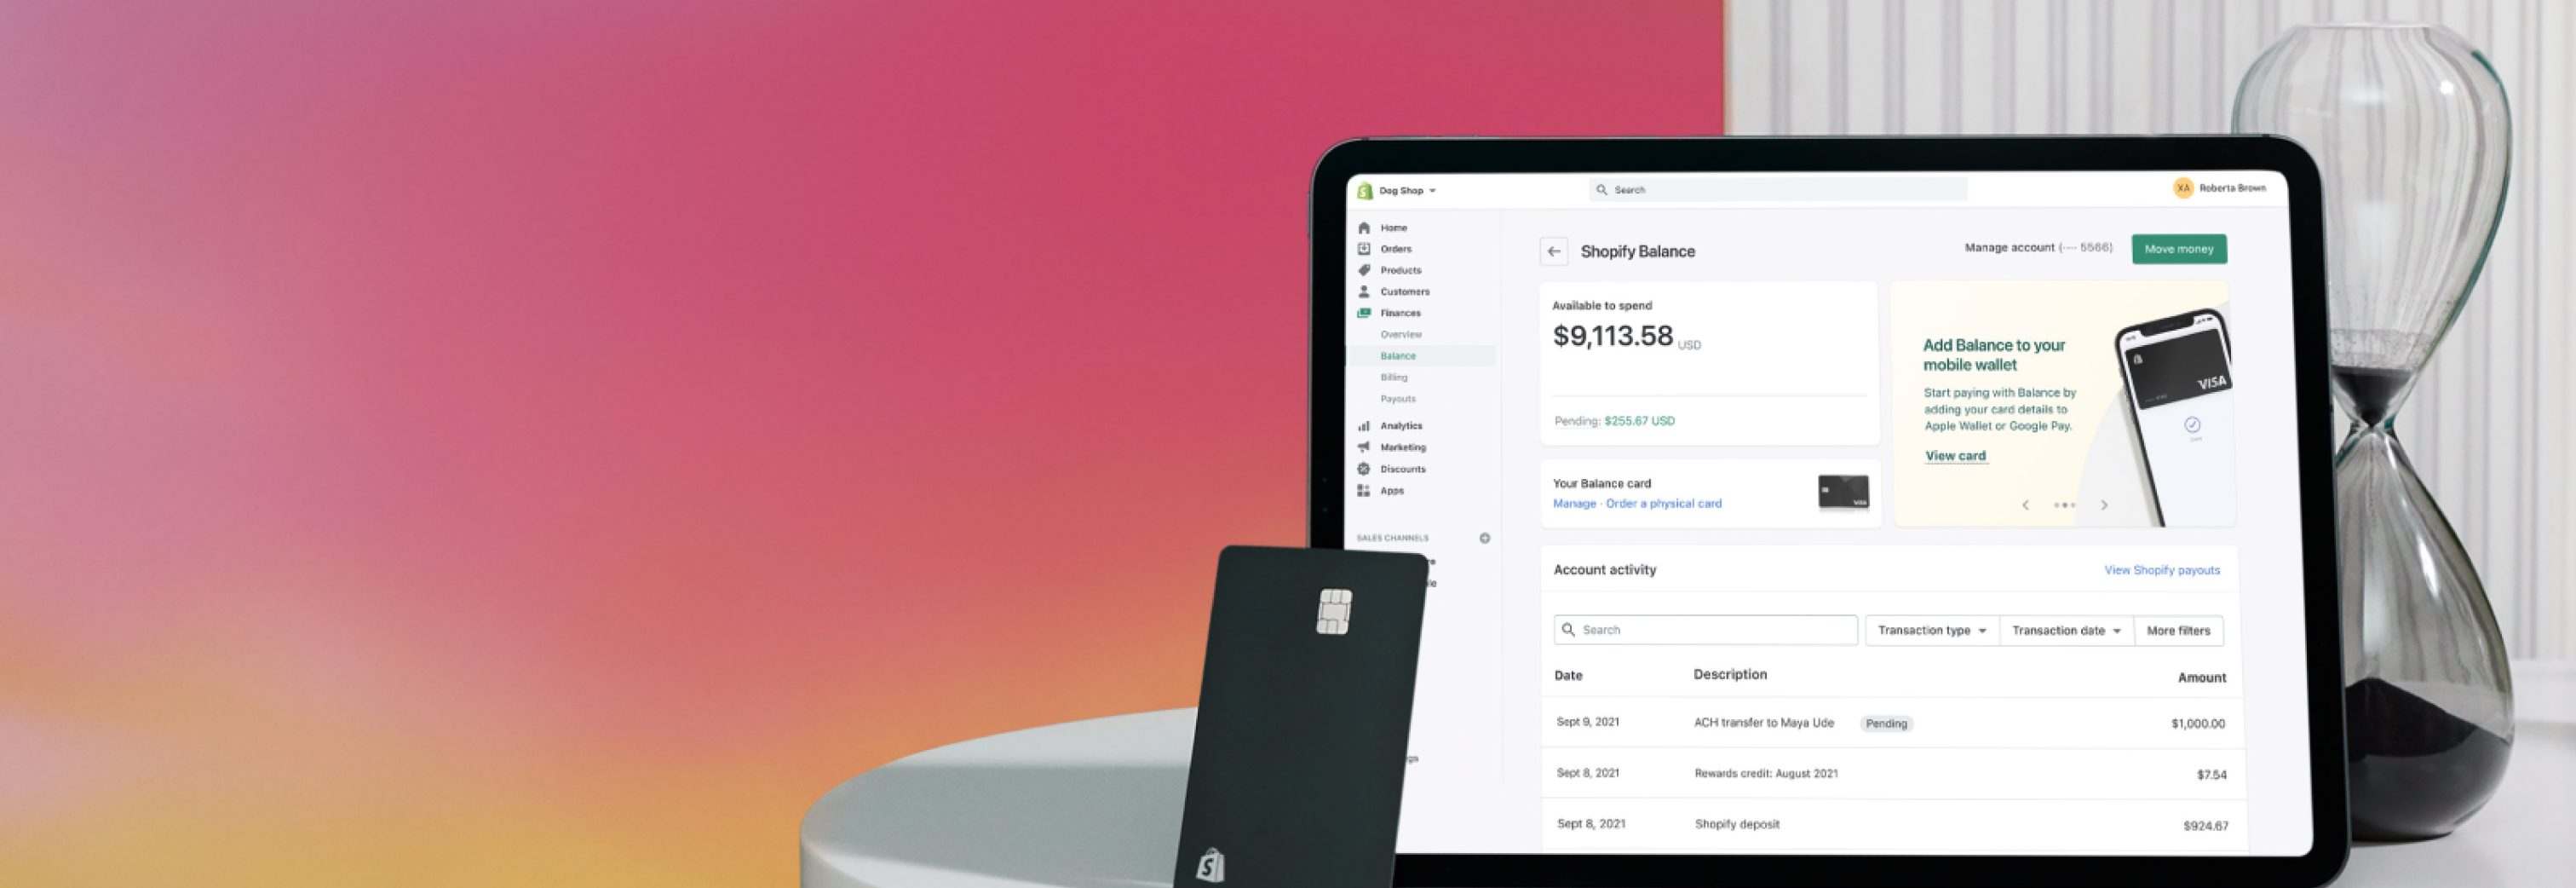 Dog Shop
Search
XA Roberta Brown
Home
Orders
Products
Customers
Finances
Overview
Balance
Billing
Payouts
Analytics
Marketing
Discounts
Apps
SALES CHANNELS
Shopify Balance
Manage account (···· 5566)
Move money
Available to spend
$9,113.58 USD
Pending: $255.67 USD
Your Balance card
Manage · Order a physical card
VISA
Add Balance to your
mobile wallet
Start paying with Balance by
adding your card details to
Apple Wallet or Google Pay.
View card
VISA
Account activity
View Shopify payouts
Search
Transaction type
Transaction date
More filters
Date Description Amount
Sept 9, 2021 ACH transfer to Maya Ude Pending $1,000.00
Sept 8, 2021 Rewards credit: August 2021 $7.54
Sept 8, 2021 Shopify deposit $924.67